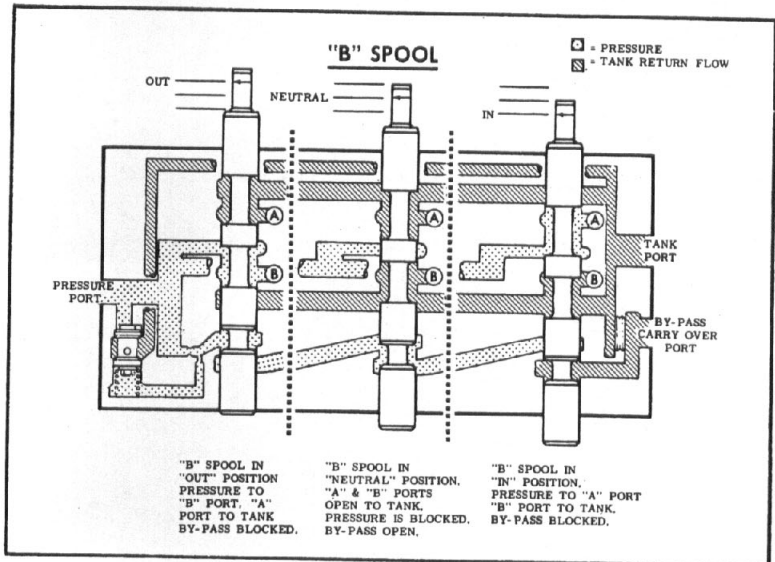 "B" SPOOL
= PRESSURE
= TANK RETURN FLOW
OUT
NEUTRAL
IN
A
A
A
B
B
B
PRESSURE
PORT
TANK
PORT
BY-PASS
CARRY OVER
PORT
"B" SPOOL IN
"OUT" POSITION
PRESSURE TO
"B" PORT, "A"
PORT TO TANK
BY-PASS BLOCKED.
"B" SPOOL IN
"NEUTRAL" POSITION.
"A" & "B" PORTS
OPEN TO TANK.
PRESSURE IS BLOCKED.
BY-PASS OPEN.
"B" SPOOL IN
"IN" POSITION.
PRESSURE TO "A" PORT
"B" PORT TO TANK.
BY-PASS BLOCKED.